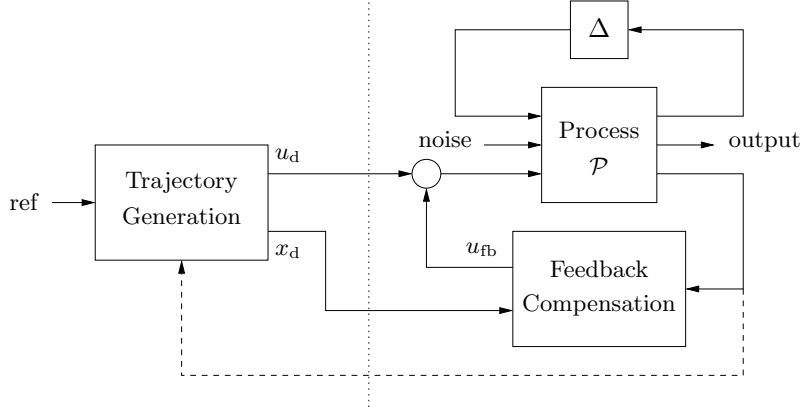 Δ
noise
Process
𝒫
output
u_d
ref
Trajectory
Generation
x_d
u_fb
Feedback
Compensation